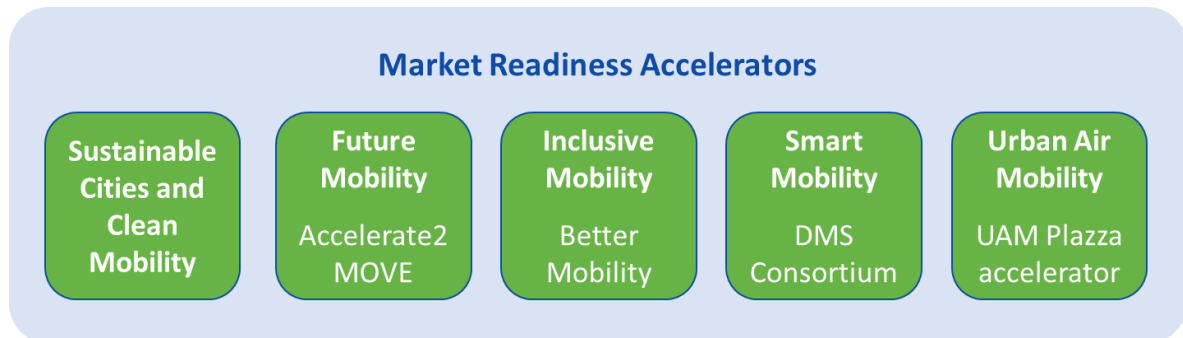 Market Readiness Accelerators
Sustainable
Cities and
Clean
Mobility
Future
Mobility
Accelerate2
MOVE
Inclusive
Mobility
Better
Mobility
Smart
Mobility
DMS
Consortium
Urban Air
Mobility
UAM Plazza
accelerator